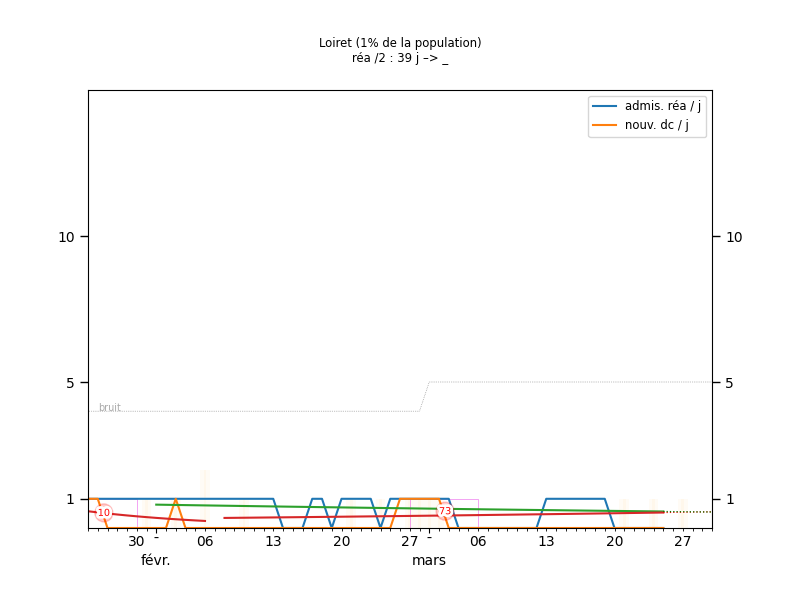 Loiret (1% de la population)
réa /2 : 39 j –> _
admis. réa / j
nouv. dc / j
10 10
5 5
bruit
1 1
10 73
30 - 06 13 20 27 - 06 13 20 27
févr. mars